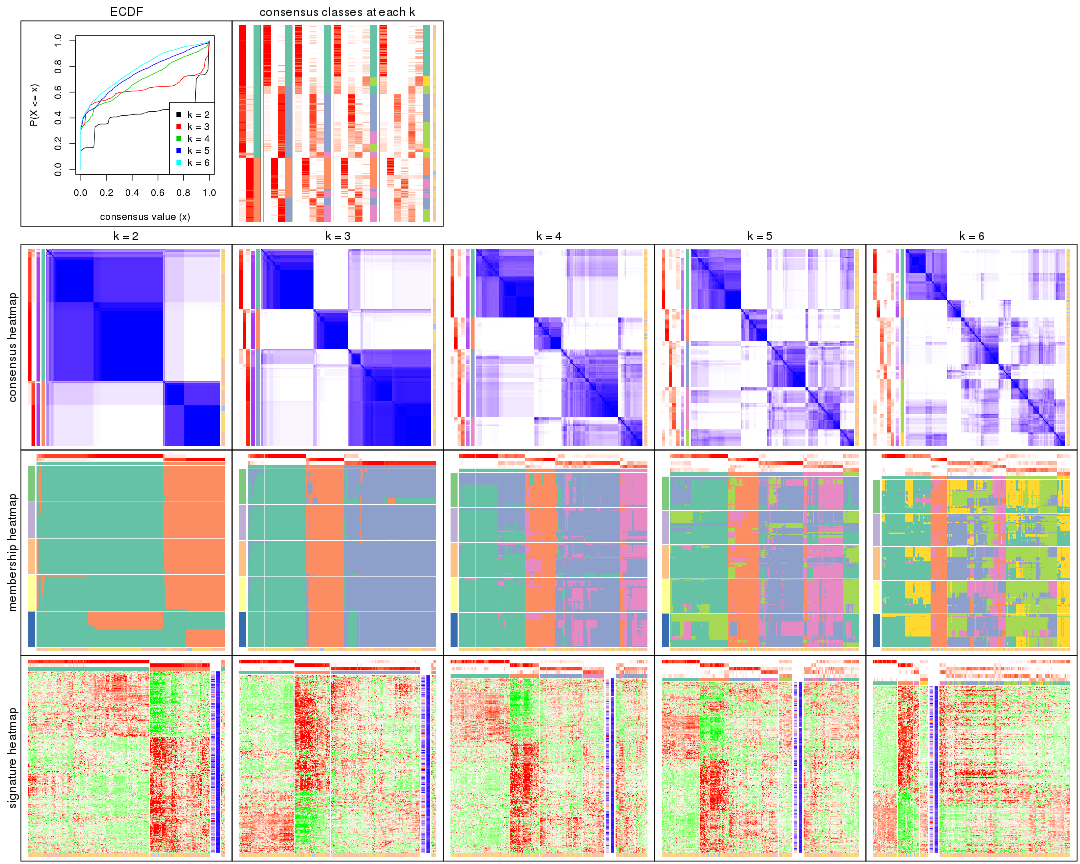 ECDF
consensus classes at each k
P(X <= x)
1.0
0.8
0.6
0.4
0.2
0.0
k = 2
k = 3
k = 4
k = 5
k = 6
0.0 0.2 0.4 0.6 0.8 1.0
consensus value (x)
k = 2 k = 3 k = 4 k = 5 k = 6
consensus heatmap
membership heatmap
signature heatmap